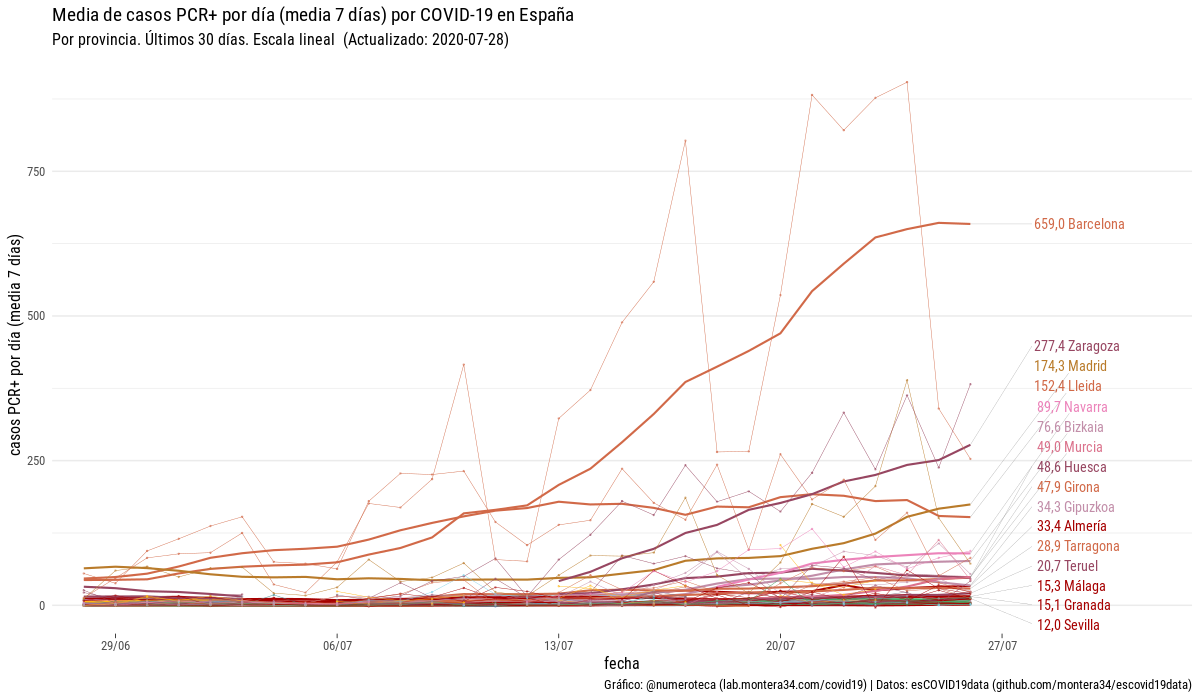 Media de casos PCR+ por día (media 7 días) por COVID-19 en España
Por provincia. Últimos 30 días. Escala lineal  (Actualizado: 2020-07-28)
casos PCR+ por día (media 7 días)
750
500
250
0
659,0 Barcelona
277,4 Zaragoza
174,3 Madrid
152,4 Lleida
89,7 Navarra
76,6 Bizkaia
49,0 Murcia
48,6 Huesca
47,9 Girona
34,3 Gipuzkoa
33,4 Almería
28,9 Tarragona
20,7 Teruel
15,3 Málaga
15,1 Granada
12,0 Sevilla
29/06
06/07
13/07
20/07
27/07
fecha
Gráfico: @numeroteca (lab.montera34.com/covid19) | Datos: esCOVID19data (github.com/montera34/escovid19data)